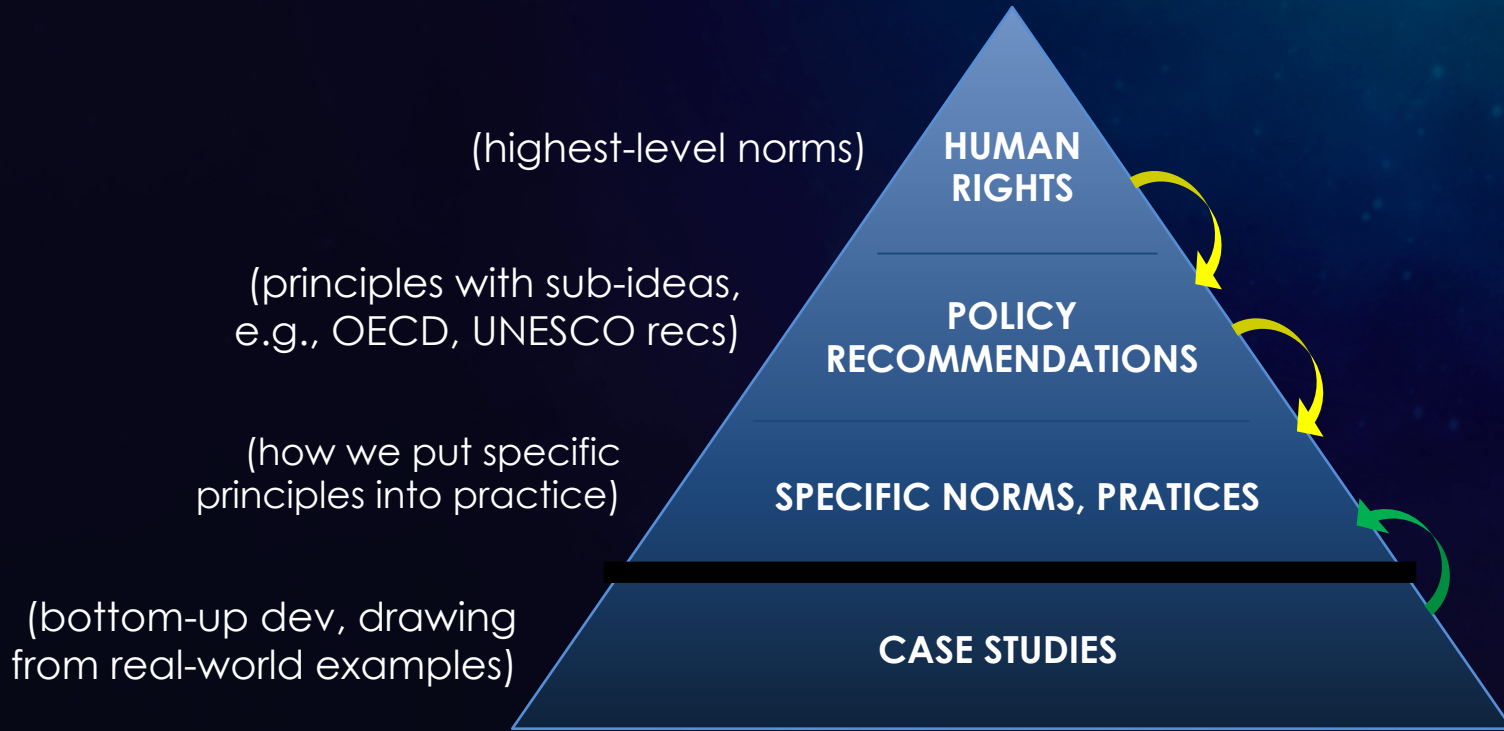 (highest-level norms)
HUMAN
RIGHTS
(principles with sub-ideas,
e.g., OECD, UNESCO recs)
POLICY
RECOMMENDATIONS
(how we put specific
principles into practice)
SPECIFIC NORMS, PRATICES
(bottom-up dev, drawing
from real-world examples)
CASE STUDIES